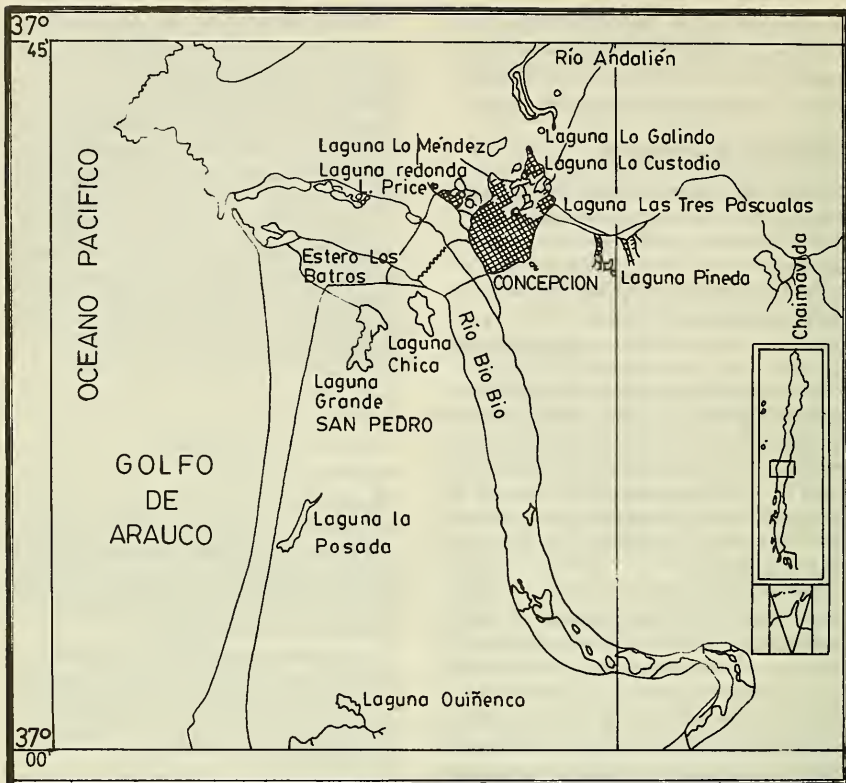 37°
45'
Río Andalién
Laguna Lo Méndez
Laguna Lo Galindo
Laguna redonda
Laguna Lo Custodio
L. Price
Laguna Las Tres Pascualas
OCEANO PACIFICO
Estero Los
Batros
CONCEPCION
Laguna Pineda
Chaimávida
Laguna
Chica
Río Bio Bio
Laguna
Grande
SAN PEDRO
GOLFO
DE
ARAUCO
Laguna la
Posada
Laguna Quiñenco
37°
00'